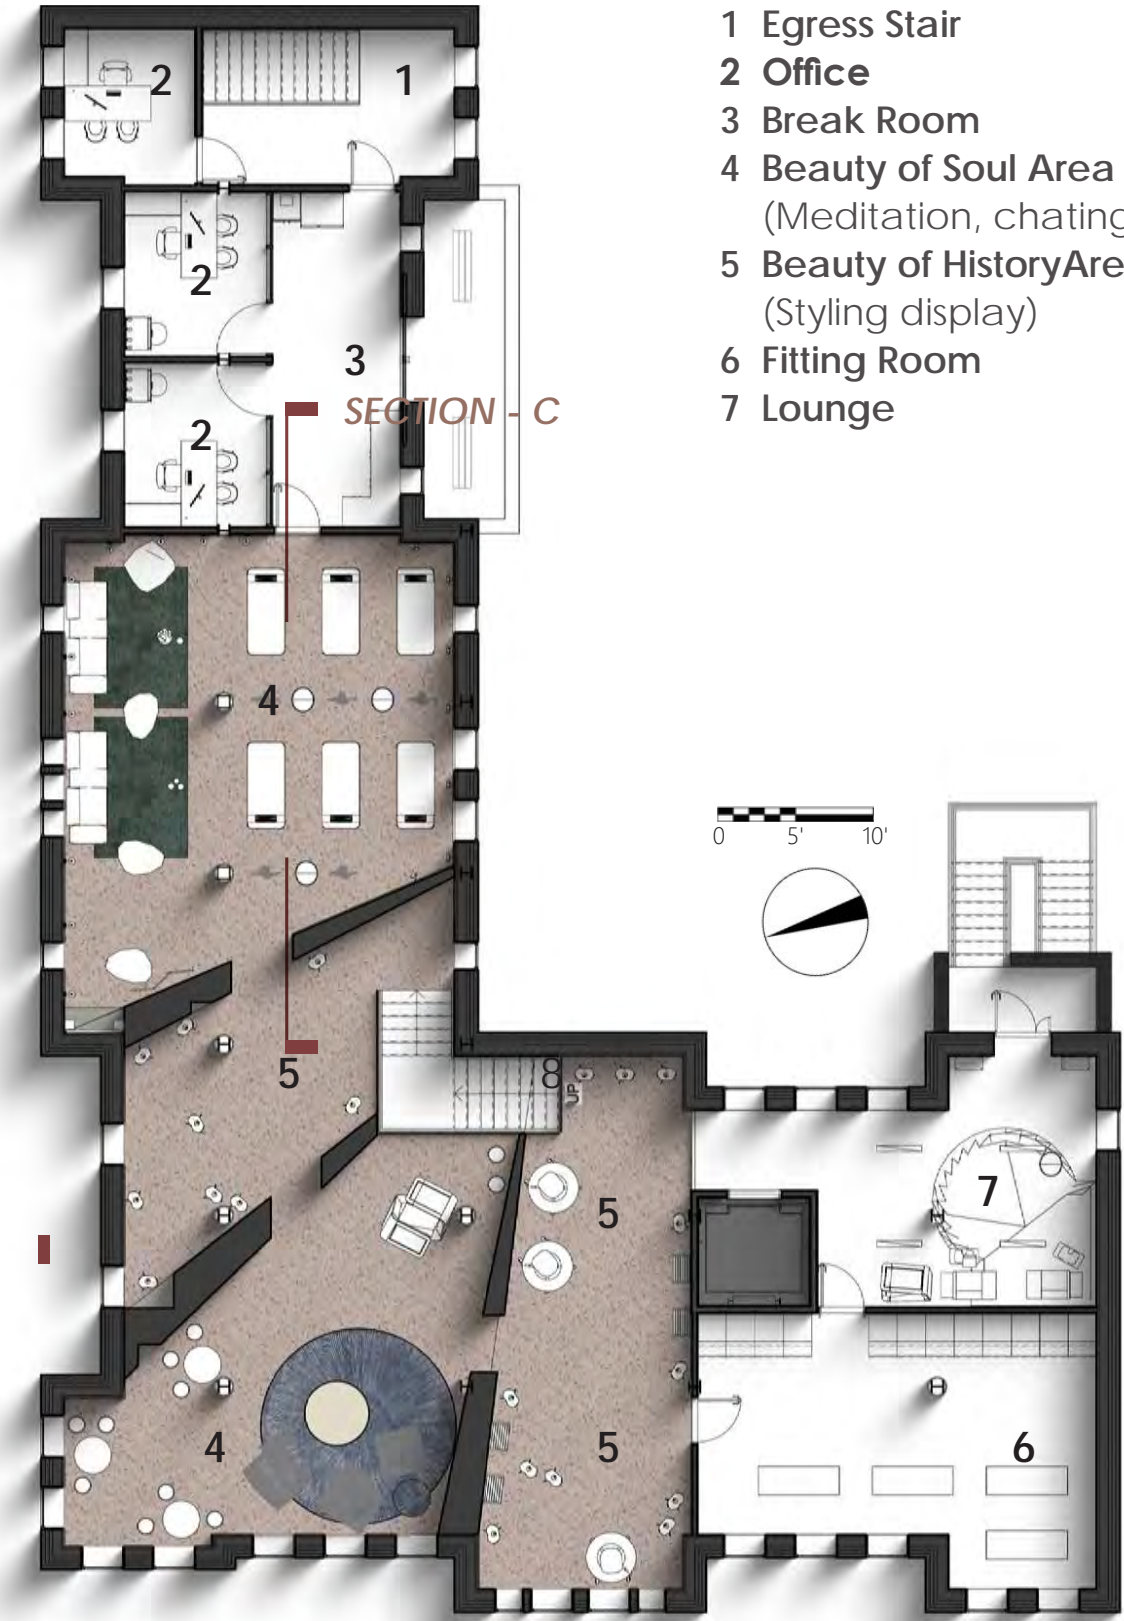 1 Egress Stair
2 Office
3 Break Room
4 Beauty of Soul Area
(Meditation, chating
5 Beauty of HistoryAre
(Styling display)
6 Fitting Room
7 Lounge
2
1
2
3
SECTION - C
2
4
0 5' 10'
5
8
UP
5
7
4
5
6